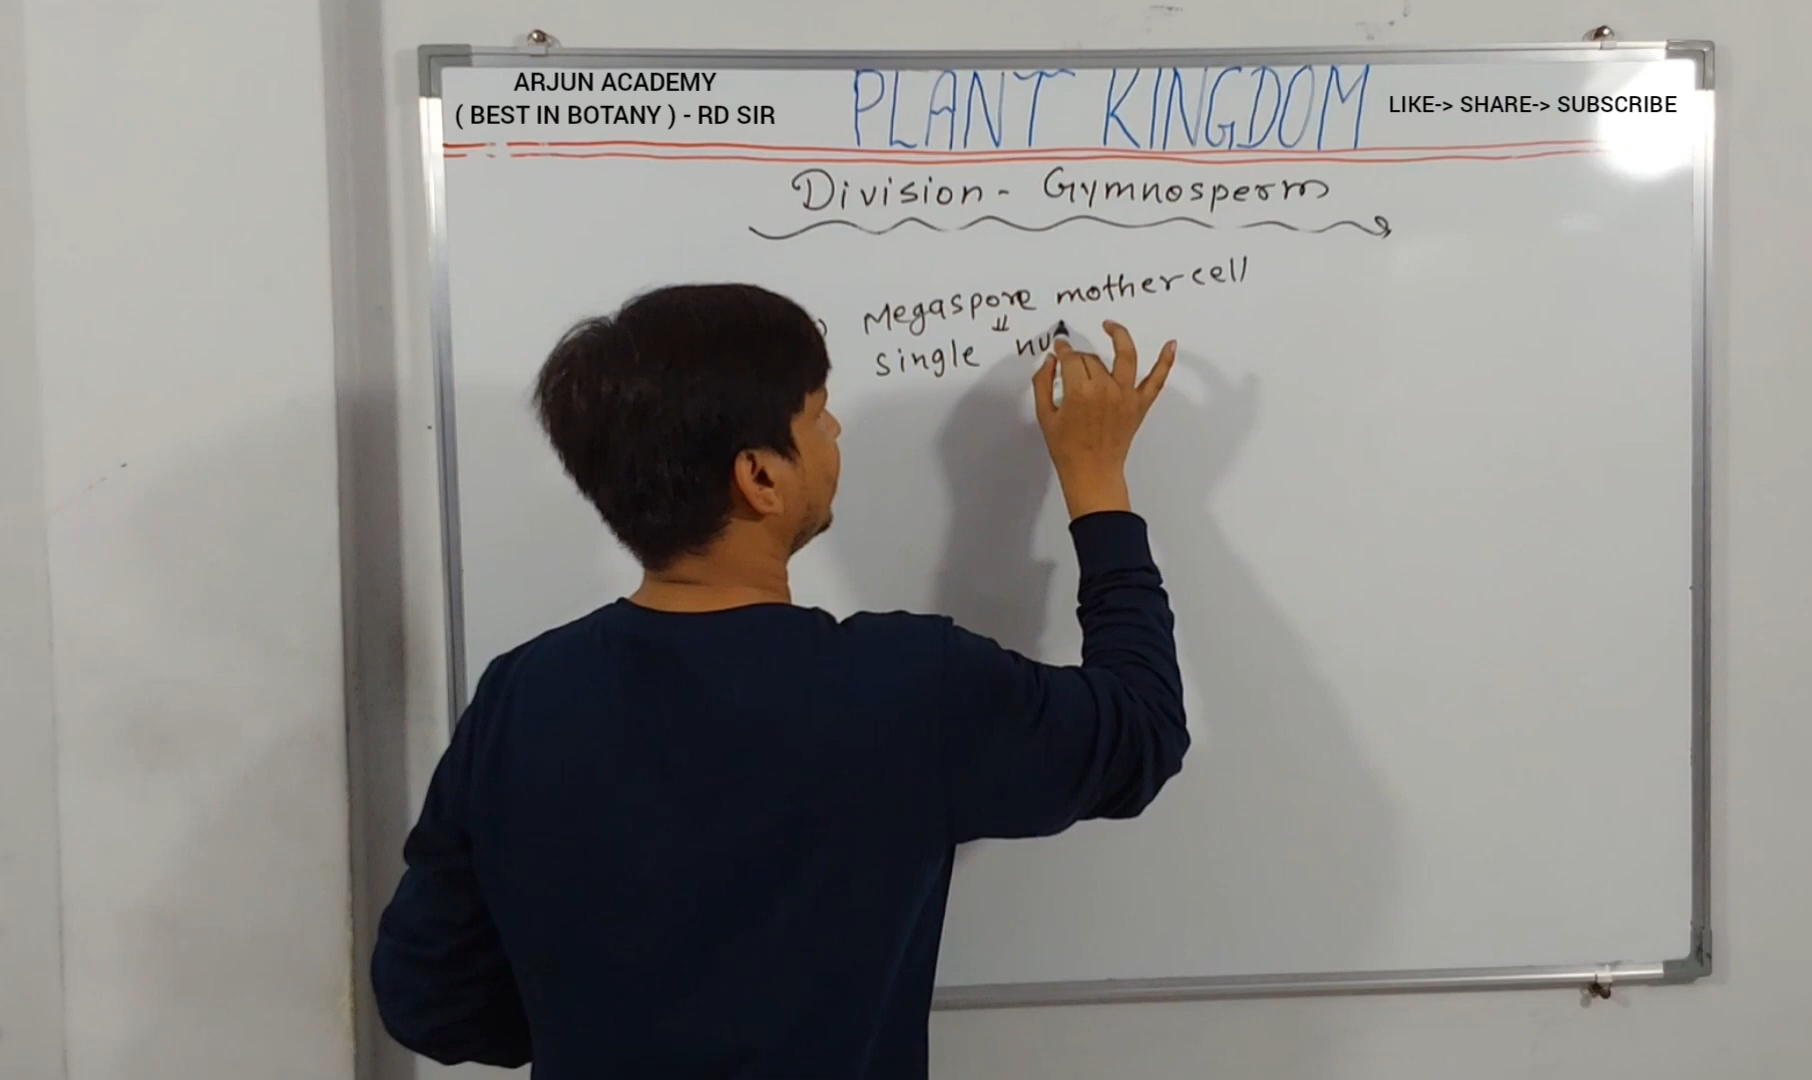 ARJUN ACADEMY
( BEST IN BOTANY ) - RD SIR
PLANT KINGDOM
LIKE-> SHARE-> SUBSCRIBE
Division - Gymnosperm
Megaspore mother cell
single nu